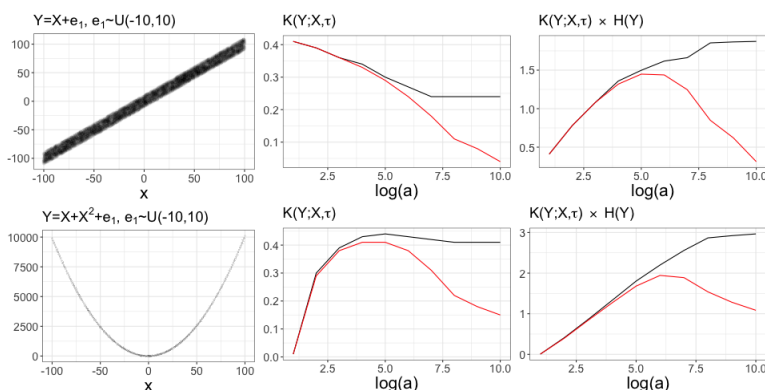 Y=X+e₁, e₁~U(-10,10)
100
50
0
-50
-100
-100 -50 0 50 100
x
K(Y;X,τ)
0.4
0.3
0.2
0.1
2.5 5.0 7.5 10.0
log(a)
K(Y;X,τ) × H(Y)
1.5
1.0
0.5
2.5 5.0 7.5 10.0
log(a)
Y=X+X²+e₁, e₁~U(-10,10)
10000
7500
5000
2500
0
-100 -50 0 50 100
x
K(Y;X,τ)
0.4
0.2
0.0
2.5 5.0 7.5 10.0
log(a)
K(Y;X,τ) × H(Y)
3
2
1
0
2.5 5.0 7.5 10.0
log(a)